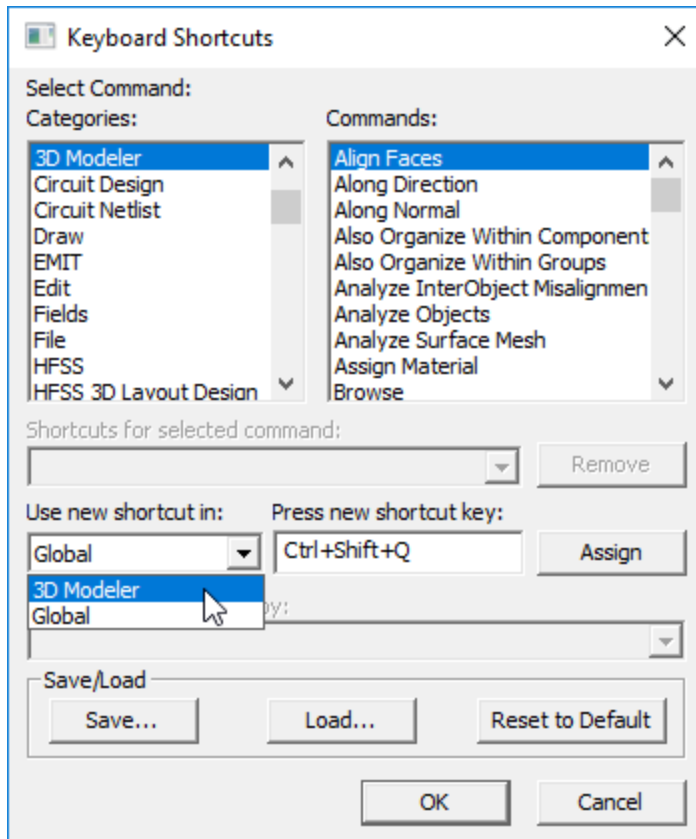 Keyboard Shortcuts
Select Command:
Categories:
Commands:
3D Modeler
Circuit Design
Circuit Netlist
Draw
EMIT
Edit
Fields
File
HFSS
HFSS 3D Layout Design
Align Faces
Along Direction
Along Normal
Also Organize Within Component
Also Organize Within Groups
Analyze InterObject Misalignmen
Analyze Objects
Analyze Surface Mesh
Assign Material
Browse
Shortcuts for selected command:
Remove
Use new shortcut in:
Press new shortcut key:
Global
Ctrl+Shift+Q
Assign
3D Modeler
Global
by:
Save/Load
Save...
Load...
Reset to Default
OK
Cancel